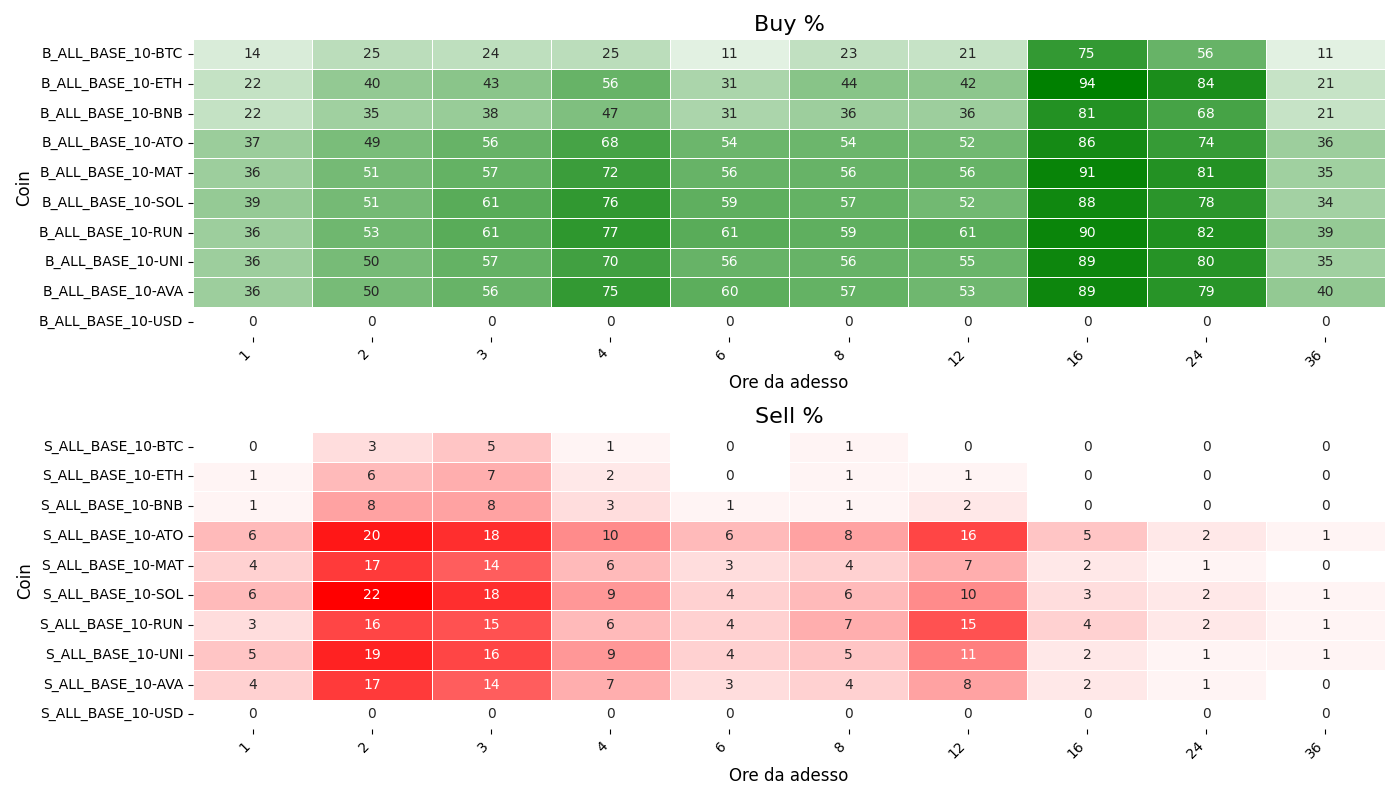 Buy %
Coin
B_ALL_BASE_10-BTC 14 25 24 25 11 23 21 75 56 11
B_ALL_BASE_10-ETH 22 40 43 56 31 44 42 94 84 21
B_ALL_BASE_10-BNB 22 35 38 47 31 36 36 81 68 21
B_ALL_BASE_10-ATO 37 49 56 68 54 54 52 86 74 36
B_ALL_BASE_10-MAT 36 51 57 72 56 56 56 91 81 35
B_ALL_BASE_10-SOL 39 51 61 76 59 57 52 88 78 34
B_ALL_BASE_10-RUN 36 53 61 77 61 59 61 90 82 39
B_ALL_BASE_10-UNI 36 50 57 70 56 56 55 89 80 35
B_ALL_BASE_10-AVA 36 50 56 75 60 57 53 89 79 40
B_ALL_BASE_10-USD 0 0 0 0 0 0 0 0 0 0
1 2 3 4 6 8 12 16 24 36
Ore da adesso
Sell %
Coin
S_ALL_BASE_10-BTC 0 3 5 1 0 1 0 0 0 0
S_ALL_BASE_10-ETH 1 6 7 2 0 1 1 0 0 0
S_ALL_BASE_10-BNB 1 8 8 3 1 1 2 0 0 0
S_ALL_BASE_10-ATO 6 20 18 10 6 8 16 5 2 1
S_ALL_BASE_10-MAT 4 17 14 6 3 4 7 2 1 0
S_ALL_BASE_10-SOL 6 22 18 9 4 6 10 3 2 1
S_ALL_BASE_10-RUN 3 16 15 6 4 7 15 4 2 1
S_ALL_BASE_10-UNI 5 19 16 9 4 5 11 2 1 1
S_ALL_BASE_10-AVA 4 17 14 7 3 4 8 2 1 0
S_ALL_BASE_10-USD 0 0 0 0 0 0 0 0 0 0
1 2 3 4 6 8 12 16 24 36
Ore da adesso